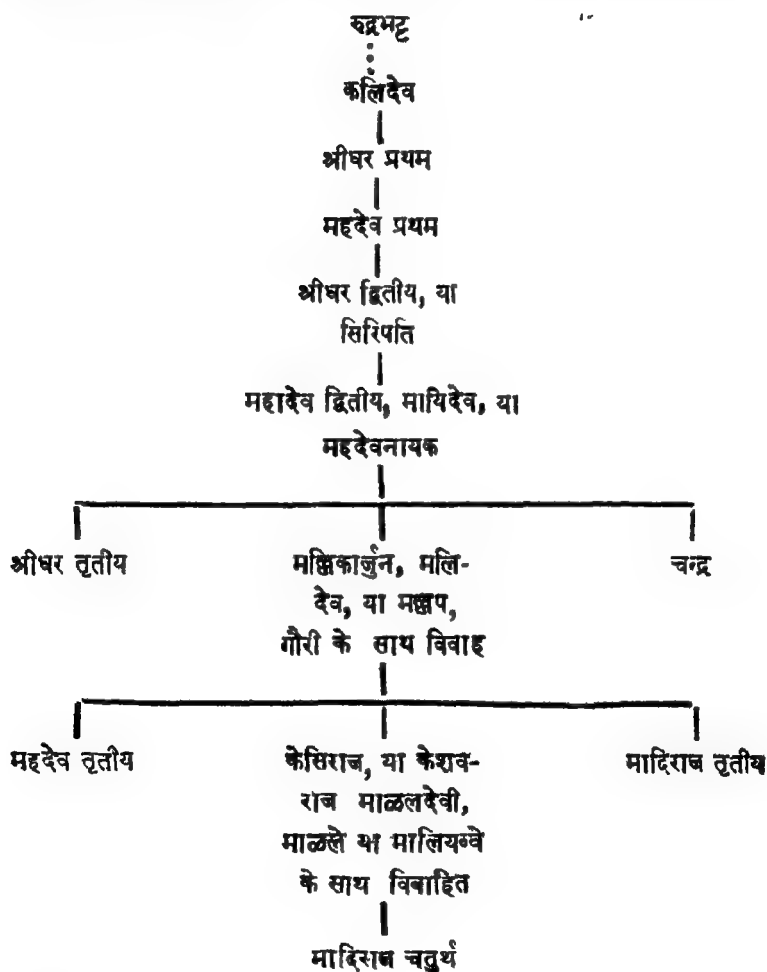 रुद्रभट्ट
कलिदेव
श्रीधर प्रथम
महदेव प्रथम
श्रीधर द्वितीय, या
सिरिपति
महादेव द्वितीय, मायिदेव, या
महदेवनायक
श्रीधर तृतीय मल्लिकार्जुन, मलि- चन्द्र
देव, या मल्लप,
गौरी के साथ विवाह
महदेव तृतीय केसिराज, या केशव- मादिराज तृतीय
राज माळलदेवी,
माळले या मालियव्वे
के साथ विवाहित
मादिराज चतुर्थ